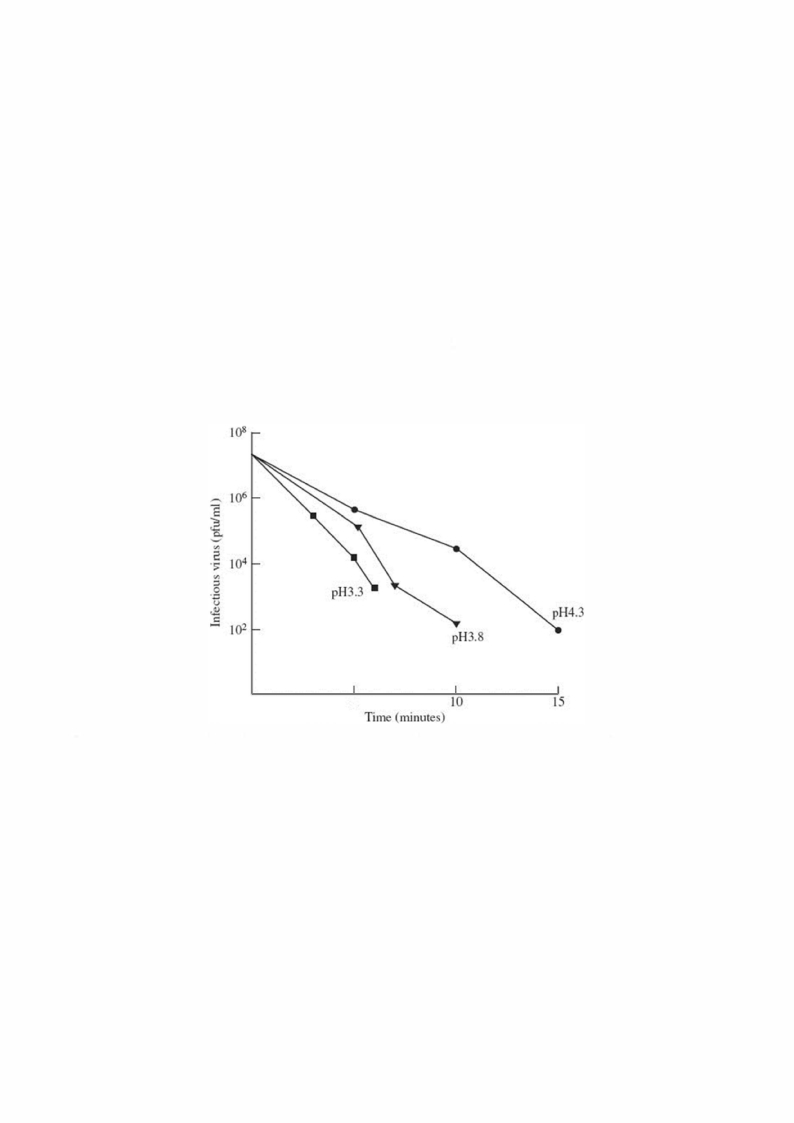 10⁸
10⁶
10⁴
10²
Infectious virus (pfu/ml)
pH3.3
pH3.8
pH4.3
10
15
Time (minutes)